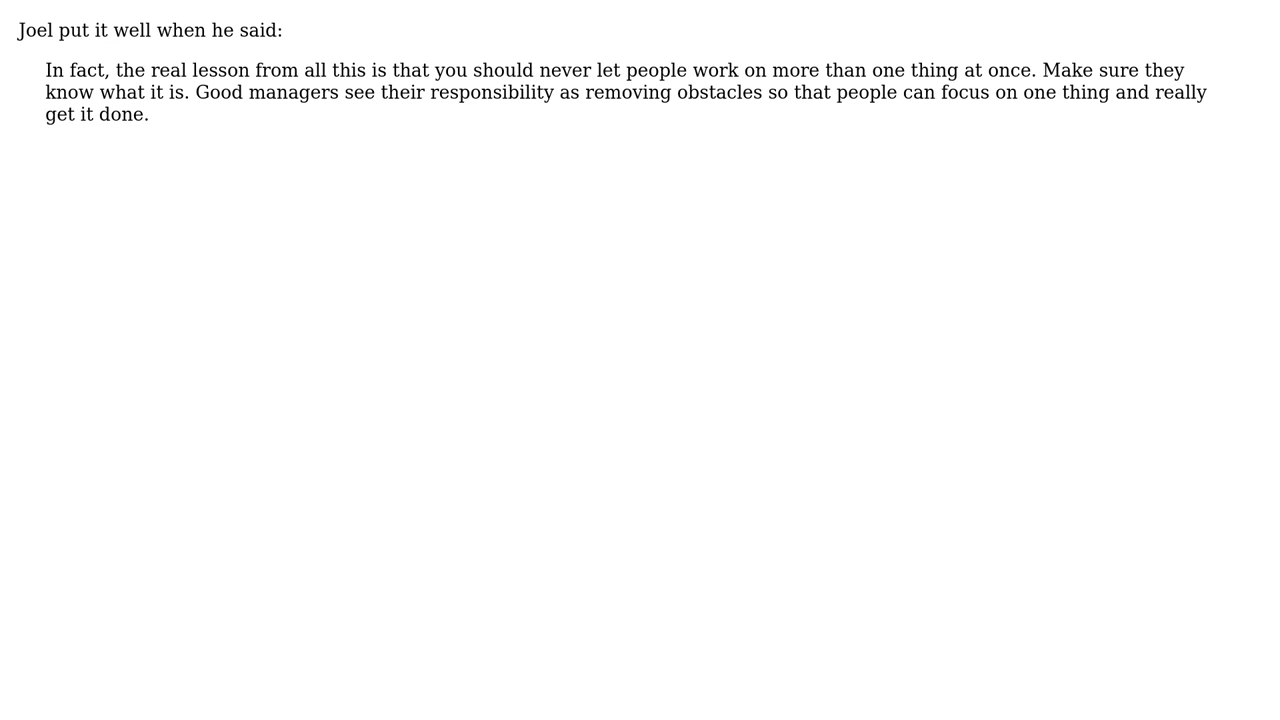 Joel put it well when he said:
In fact, the real lesson from all this is that you should never let people work on more than one thing at once. Make sure they
know what it is. Good managers see their responsibility as removing obstacles so that people can focus on one thing and really
get it done.